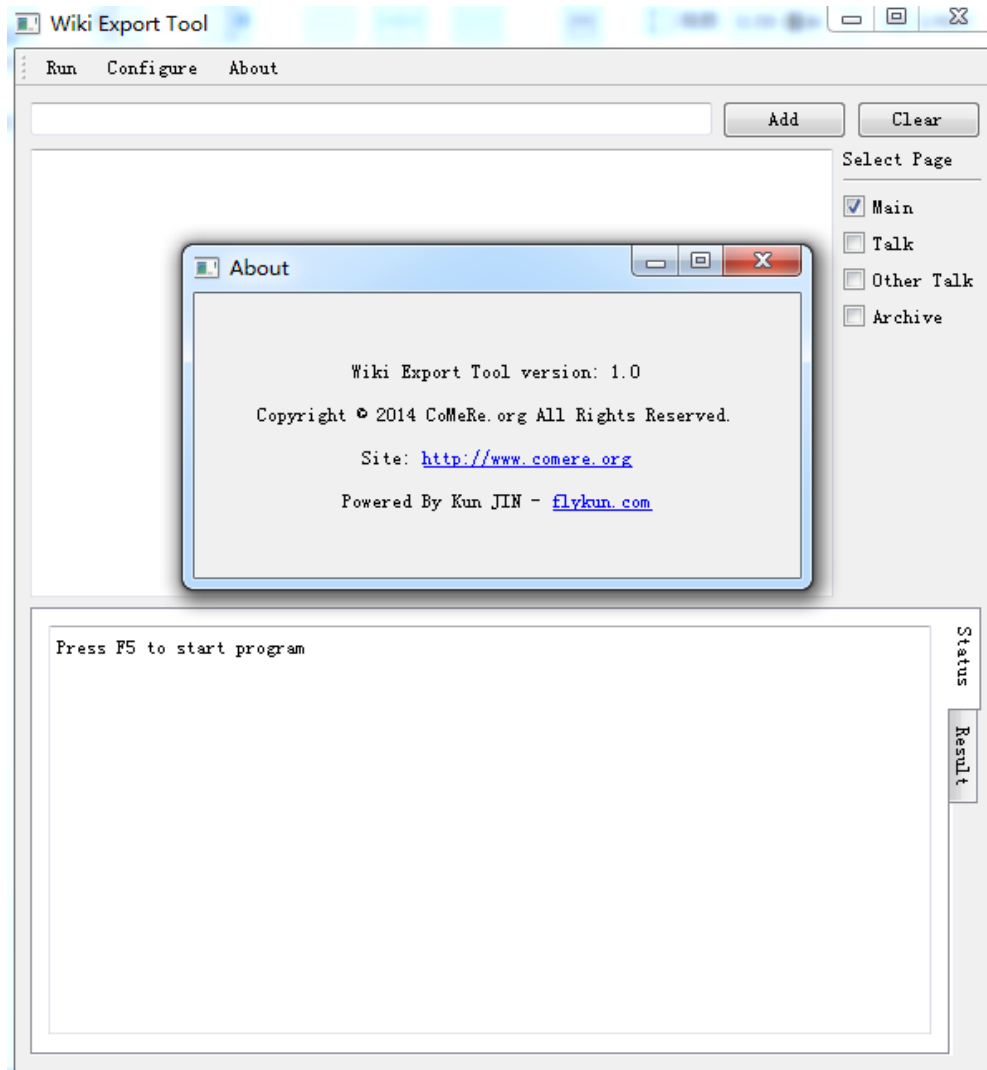 Wiki Export Tool
Run Configure About
Add Clear
Select Page
Main
Talk
Other Talk
Archive
About
Wiki Export Tool version: 1.0
Copyright © 2014 CoMeRe.org All Rights Reserved.
Site: http://www.comere.org
Powered By Kun JIN - flykun.com
Press F5 to start program
Status
Result